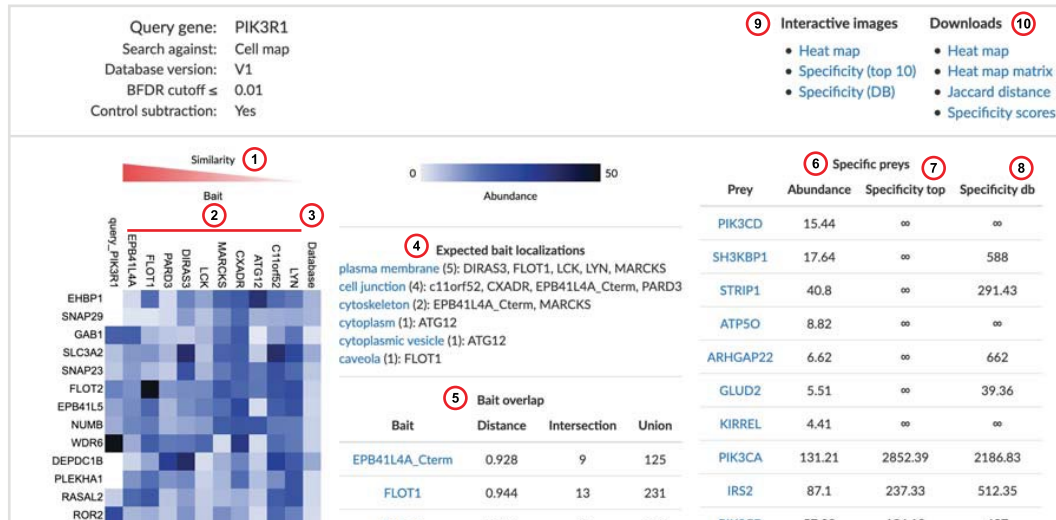 Query gene: PIK3R1
Search against: Cell map
Database version: V1
BFDR cutoff ≤ 0.01
Control subtraction: Yes
9 Interactive images
• Heat map
• Specificity (top 10)
• Specificity (DB)
Downloads 10
• Heat map
• Heat map matrix
• Jaccard distance
• Specificity scores
Similarity 1
Bait
2 3
query_PIK3R1
EPB41L4A
FLOT1
PARD3
DIRAS3
LCK
MARCKS
CXADR
ATG12
C11orf52
LYN
Database
EHBP1
SNAP29
GAB1
SLC3A2
SNAP23
FLOT2
EPB41L5
NUMB
WDR6
DEPDC1B
PLEKHA1
RASAL2
ROR2
0 50
Abundance
4 Expected bait localizations
plasma membrane (5): DIRAS3, FLOT1, LCK, LYN, MARCKS
cell junction (4): c11orf52, CXADR, EPB41L4A_Cterm, PARD3
cytoskeleton (2): EPB41L4A_Cterm, MARCKS
cytoplasm (1): ATG12
cytoplasmic vesicle (1): ATG12
caveola (1): FLOT1
5 Bait overlap
Bait Distance Intersection Union
EPB41L4A_Cterm 0.928 9 125
FLOT1 0.944 13 231
6 Specific preys 7 8
Prey Abundance Specificity top Specificity db
PIK3CD 15.44 ∞ ∞
SH3KBP1 17.64 ∞ 588
STRIP1 40.8 ∞ 291.43
ATP5O 8.82 ∞ ∞
ARHGAP22 6.62 ∞ 662
GLUD2 5.51 ∞ 39.36
KIRREL 4.41 ∞ ∞
PIK3CA 131.21 2852.39 2186.83
IRS2 87.1 237.33 512.35